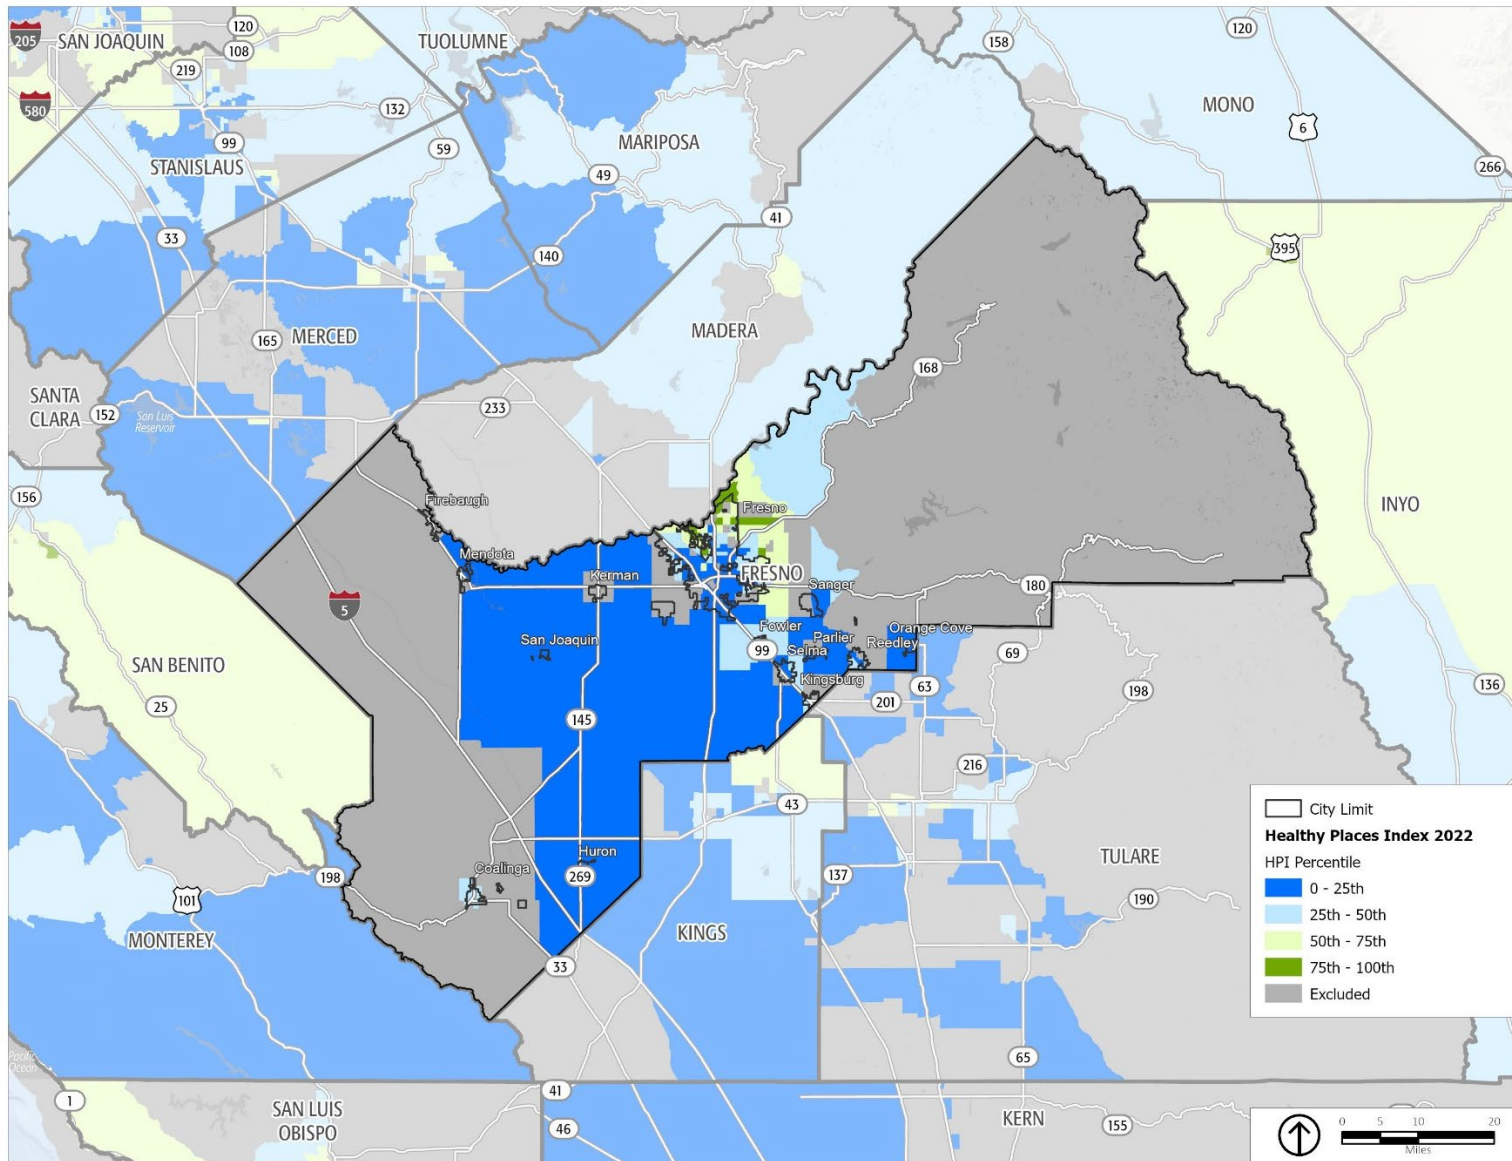 205
SAN JOAQUIN
120
108
TUOLUMNE
158
120
219
580
132
MONO
99
6
59
MARIPOSA
STANISLAUS
49
266
41
33
140
395
MADERA
165
MERCED
168
SANTA
CLARA
152
San Luis
Reservoir
233
156
Firebaugh
Fresno
INYO
Mendota
Kerman
FRESNO
Sanger
180
5
San Joaquin
Fowler
Parlier
Orange Cove
99
Selma
Reedley
69
SAN BENITO
Kingsburg
63
198
136
25
201
145
216
43
City Limit
Healthy Places Index 2022
HPI Percentile
0 - 25th
25th - 50th
50th - 75th
75th - 100th
Excluded
Huron
Coalinga
269
TULARE
198
137
101
190
MONTEREY
KINGS
33
Pacific
Ocean
65
1
41
SAN LUIS
OBISPO
46
KERN
155
0 5 10 20
Miles